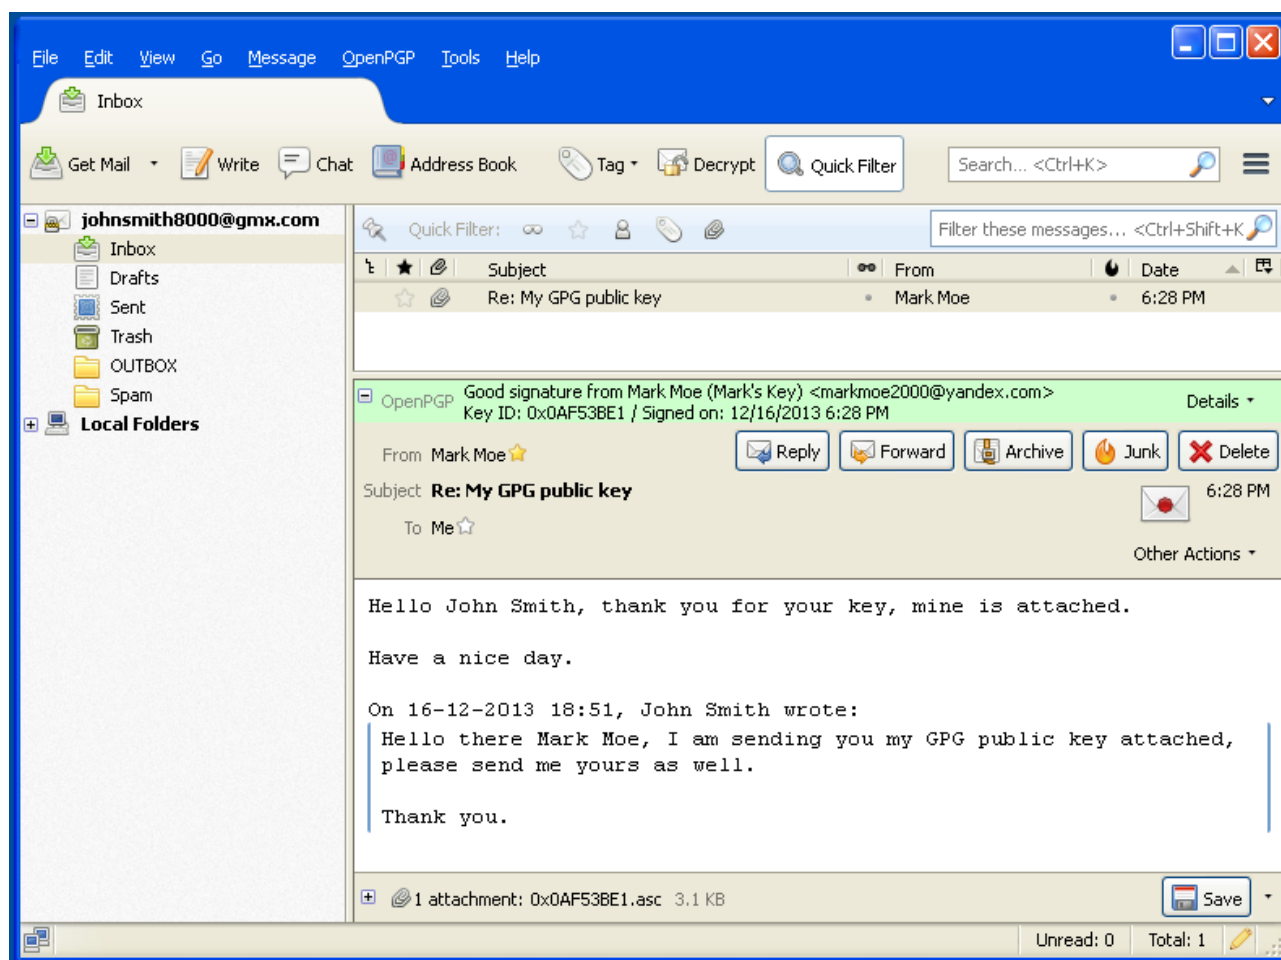 File Edit View Go Message OpenPGP Tools Help
Inbox
Get Mail Write Chat Address Book Tag Decrypt Quick Filter Search... <Ctrl+K>
johnsmith8000@gmx.com
Inbox
Drafts
Sent
Trash
OUTBOX
Spam
Local Folders
Quick Filter: Filter these messages... <Ctrl+Shift+K
Subject From Date
Re: My GPG public key Mark Moe 6:28 PM
OpenPGP Good signature from Mark Moe (Mark's Key) <markmoe2000@yandex.com>
Key ID: 0x0AF53BE1 / Signed on: 12/16/2013 6:28 PM
Details
From Mark Moe Reply Forward Archive Junk Delete
Subject Re: My GPG public key 6:28 PM
To Me
Other Actions
Hello John Smith, thank you for your key, mine is attached.
Have a nice day.
On 16-12-2013 18:51, John Smith wrote:
Hello there Mark Moe, I am sending you my GPG public key attached,
please send me yours as well.
Thank you.
1 attachment: 0x0AF53BE1.asc 3.1 KB Save
Unread: 0 Total: 1